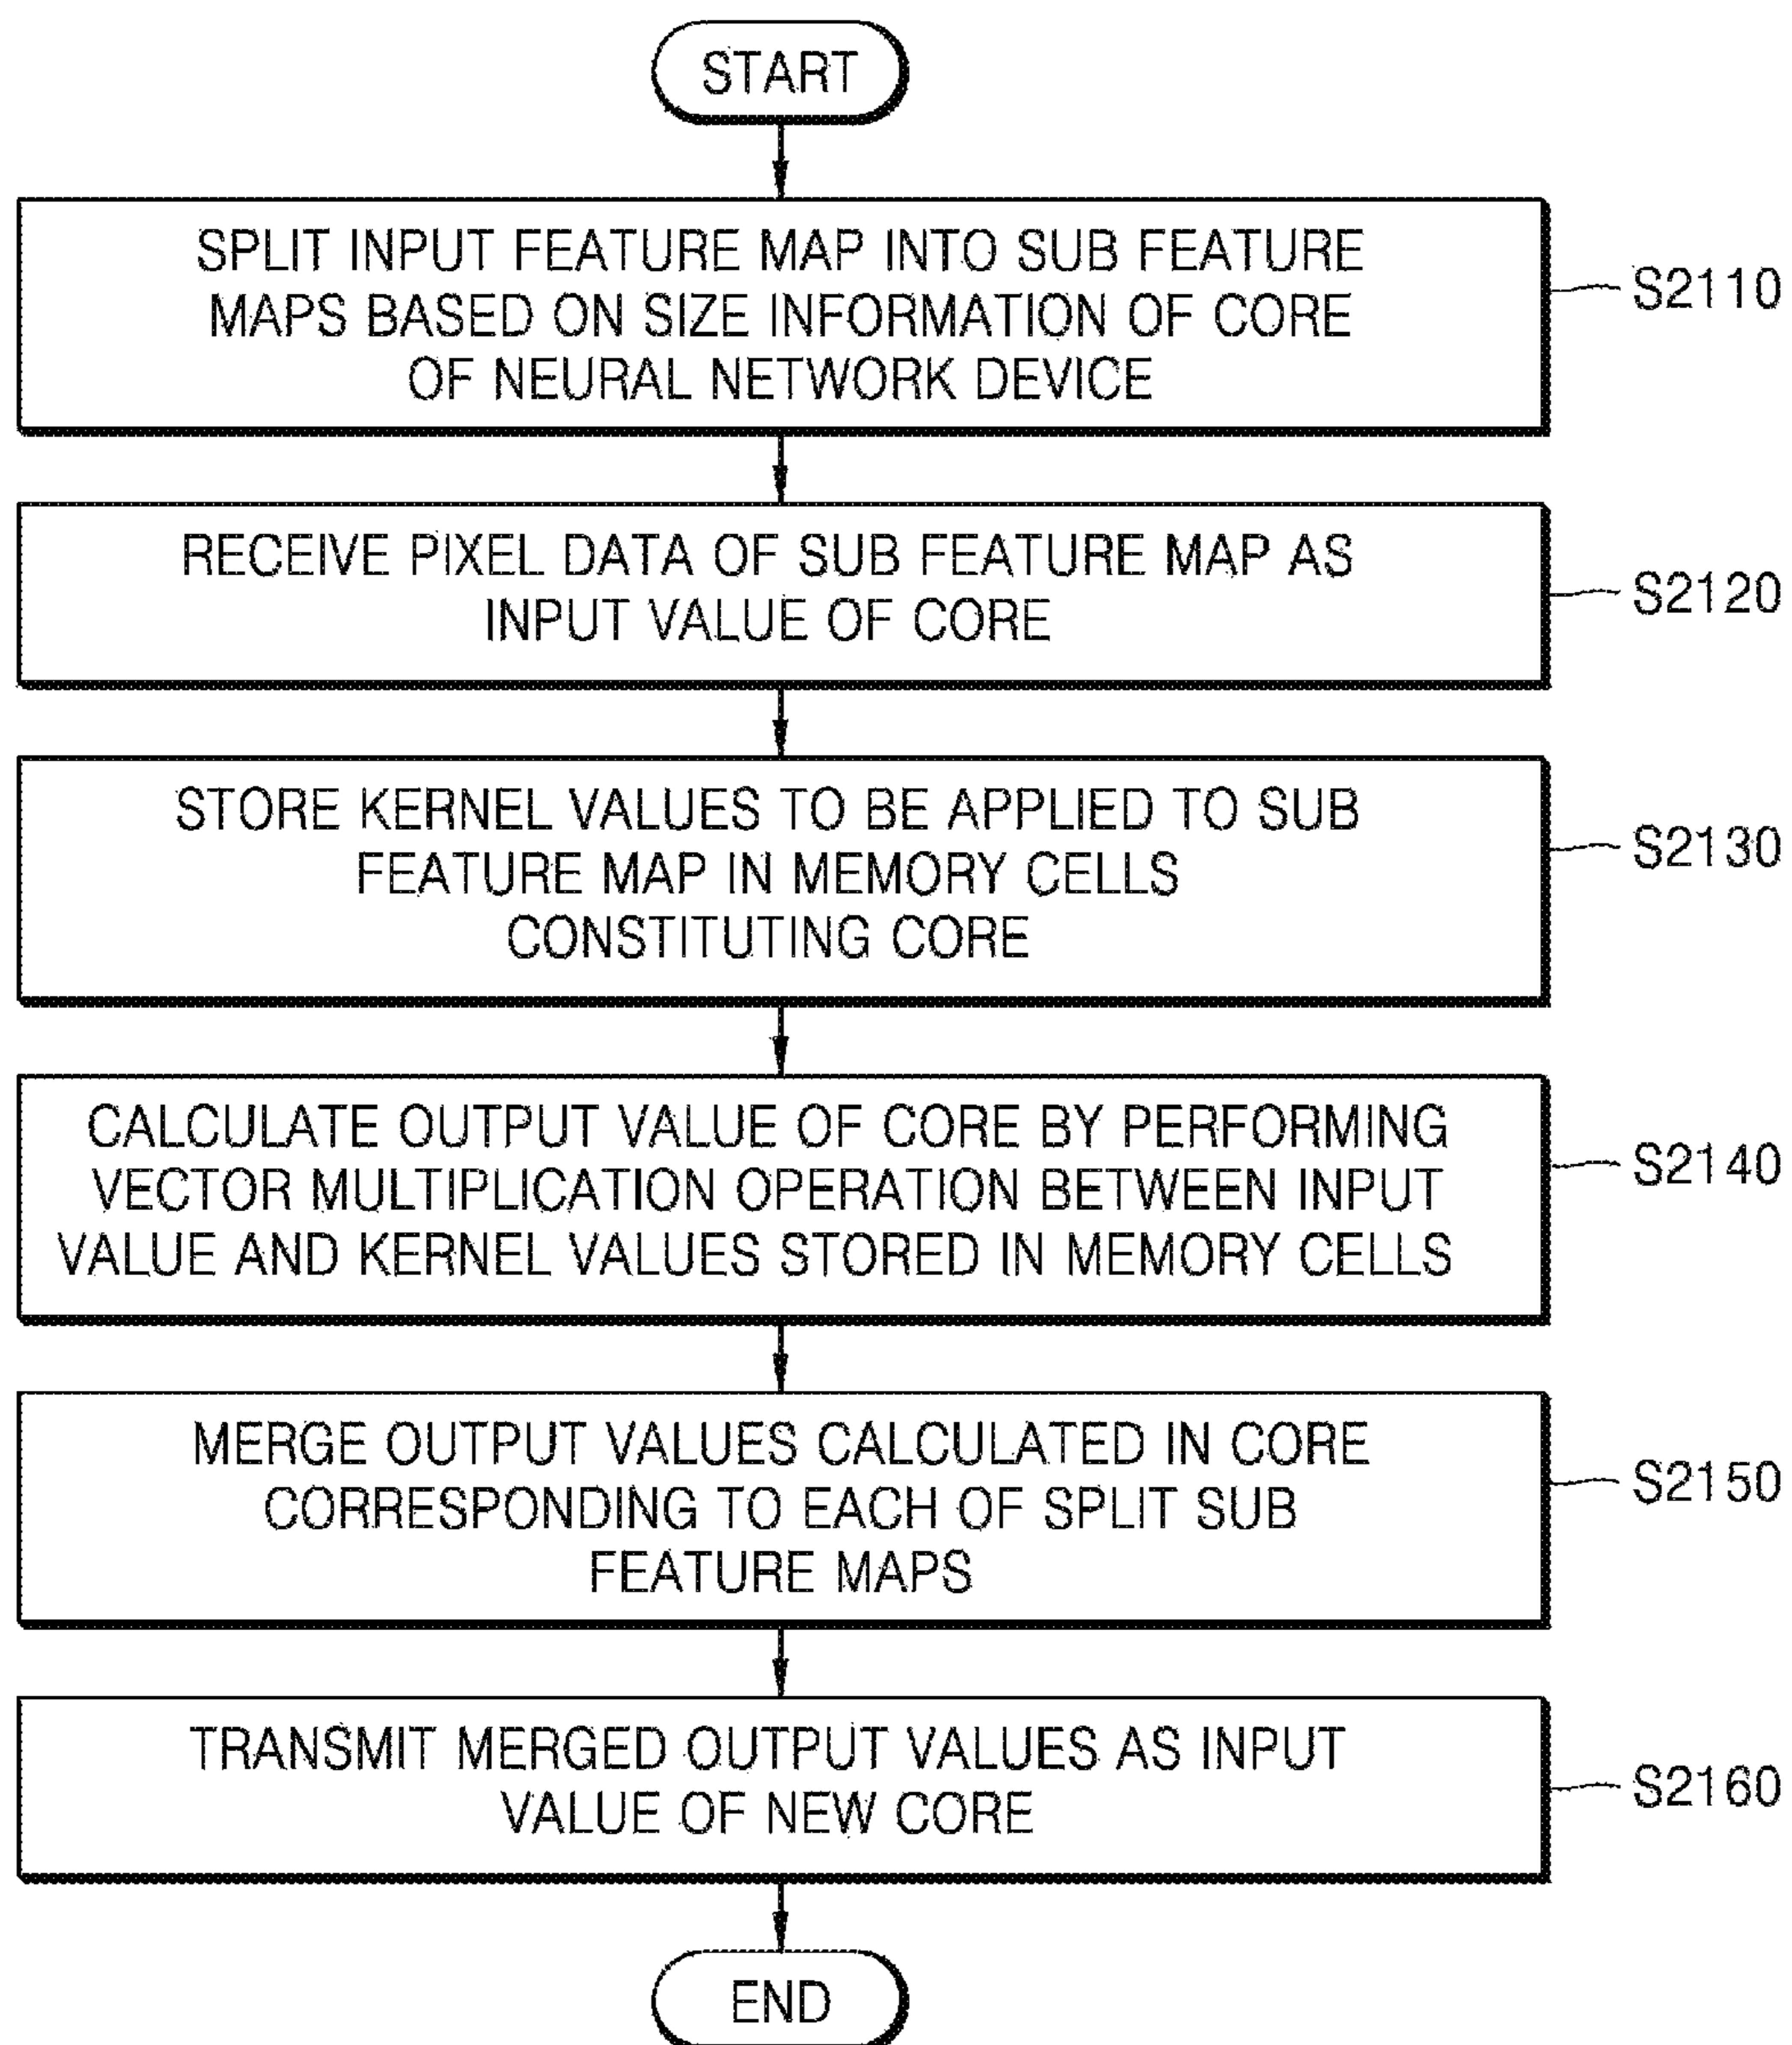 START
SPLIT INPUT FEATURE MAP INTO SUB FEATURE
MAPS BASED ON SIZE INFORMATION OF CORE
OF NEURAL NETWORK DEVICE
S2110
RECEIVE PIXEL DATA OF SUB FEATURE MAP AS
INPUT VALUE OF CORE
S2120
STORE KERNEL VALUES TO BE APPLIED TO SUB
FEATURE MAP IN MEMORY CELLS
CONSTITUTING CORE
S2130
CALCULATE OUTPUT VALUE OF CORE BY PERFORMING
VECTOR MULTIPLICATION OPERATION BETWEEN INPUT
VALUE AND KERNEL VALUES STORED IN MEMORY CELLS
S2140
MERGE OUTPUT VALUES CALCULATED IN CORE
CORRESPONDING TO EACH OF SPLIT SUB
FEATURE MAPS
S2150
TRANSMIT MERGED OUTPUT VALUES AS INPUT
VALUE OF NEW CORE
S2160
END